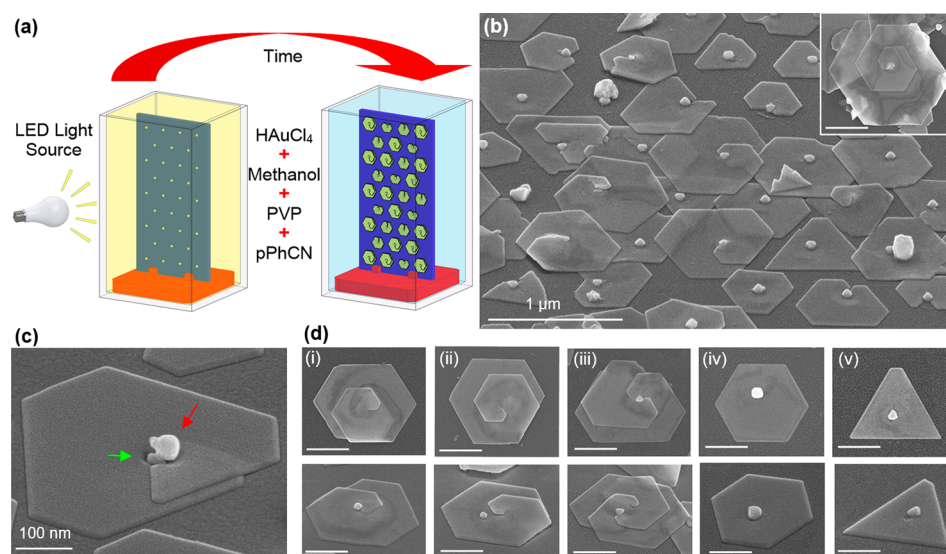 (a)
Time
LED Light
Source
HAuCl₄
+
Methanol
+
PVP
+
pPhCN
(b)
1 µm
(c)
100 nm
(d)
(i)
(ii)
(iii)
(iv)
(v)